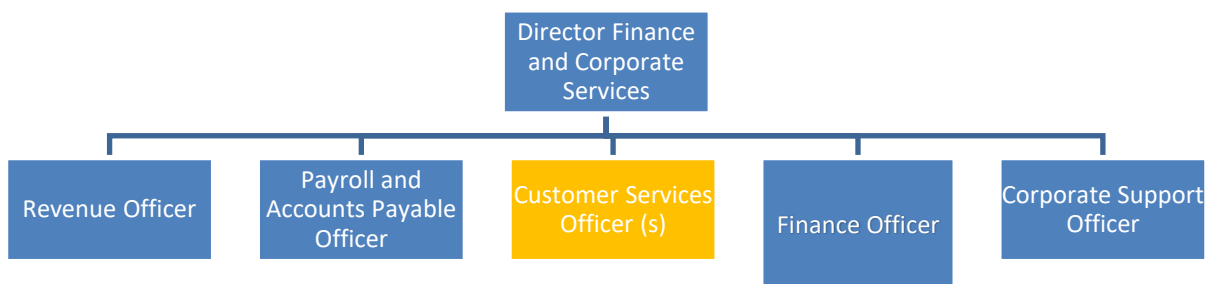 Director Finance
and Corporate
Services
Revenue Officer
Payroll and
Accounts Payable
Officer
Customer Services
Officer (s)
Finance Officer
Corporate Support
Officer